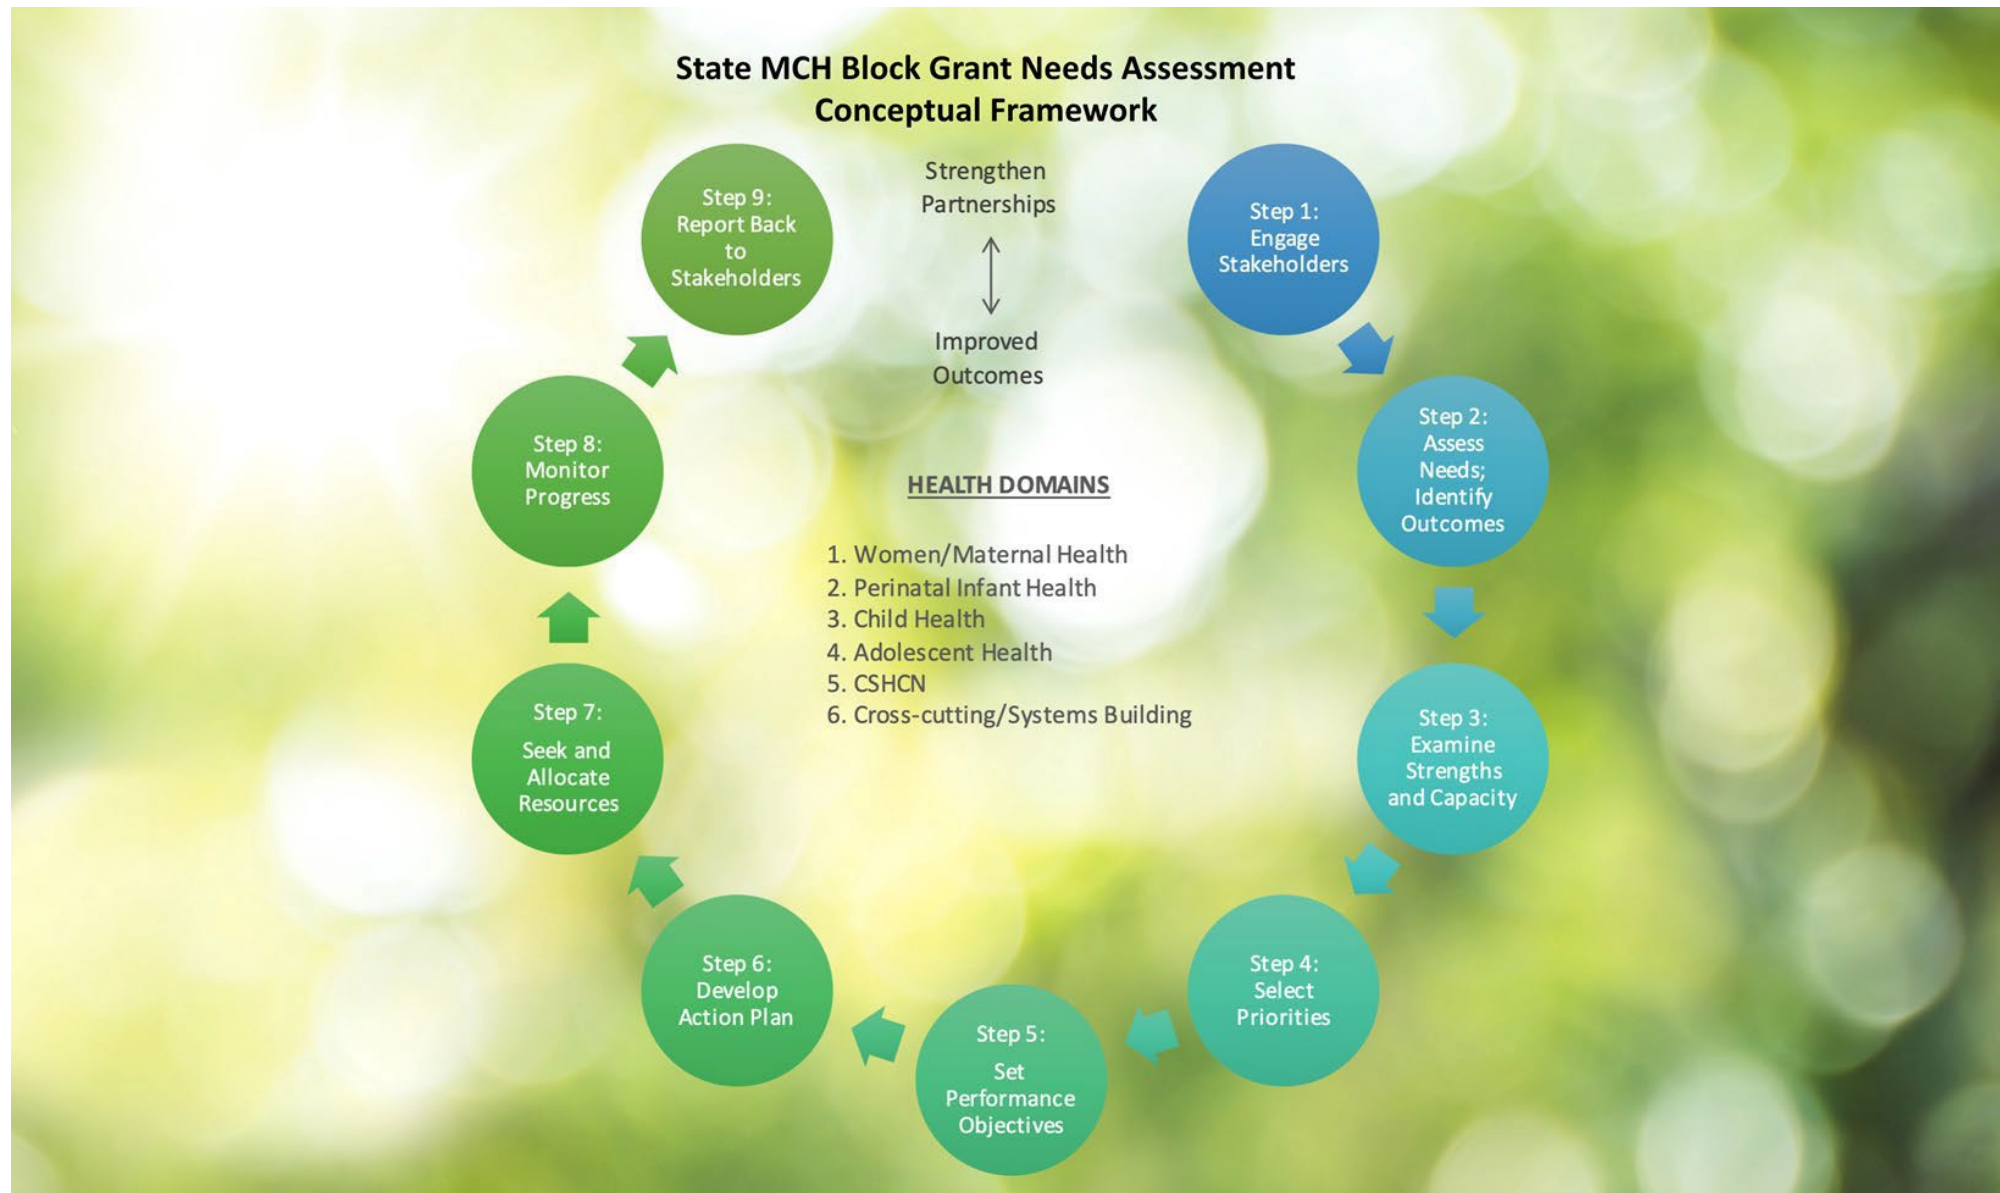 State MCH Block Grant Needs Assessment
Conceptual Framework
Strengthen
Partnerships
Improved
Outcomes
Step 1:
Engage
Stakeholders
Step 2:
Assess
Needs;
Identify
Outcomes
Step 3:
Examine
Strengths
and Capacity
Step 4:
Select
Priorities
Step 5:
Set
Performance
Objectives
Step 6:
Develop
Action Plan
Step 7:
Seek and
Allocate
Resources
Step 8:
Monitor
Progress
Step 9:
Report Back
to
Stakeholders
HEALTH DOMAINS
1. Women/Maternal Health
2. Perinatal Infant Health
3. Child Health
4. Adolescent Health
5. CSHCN
6. Cross-cutting/Systems Building